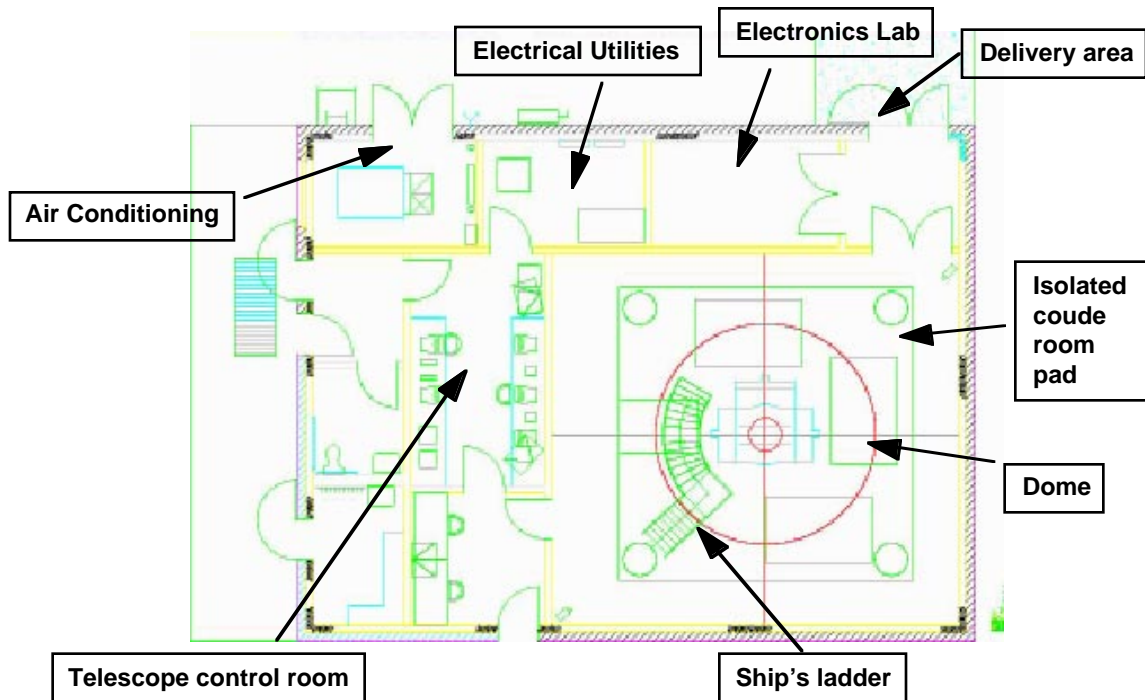 Electronics Lab
Electrical Utilities
Delivery area
Air Conditioning
Isolated
coude
room
pad
Dome
Telescope control room
Ship's ladder